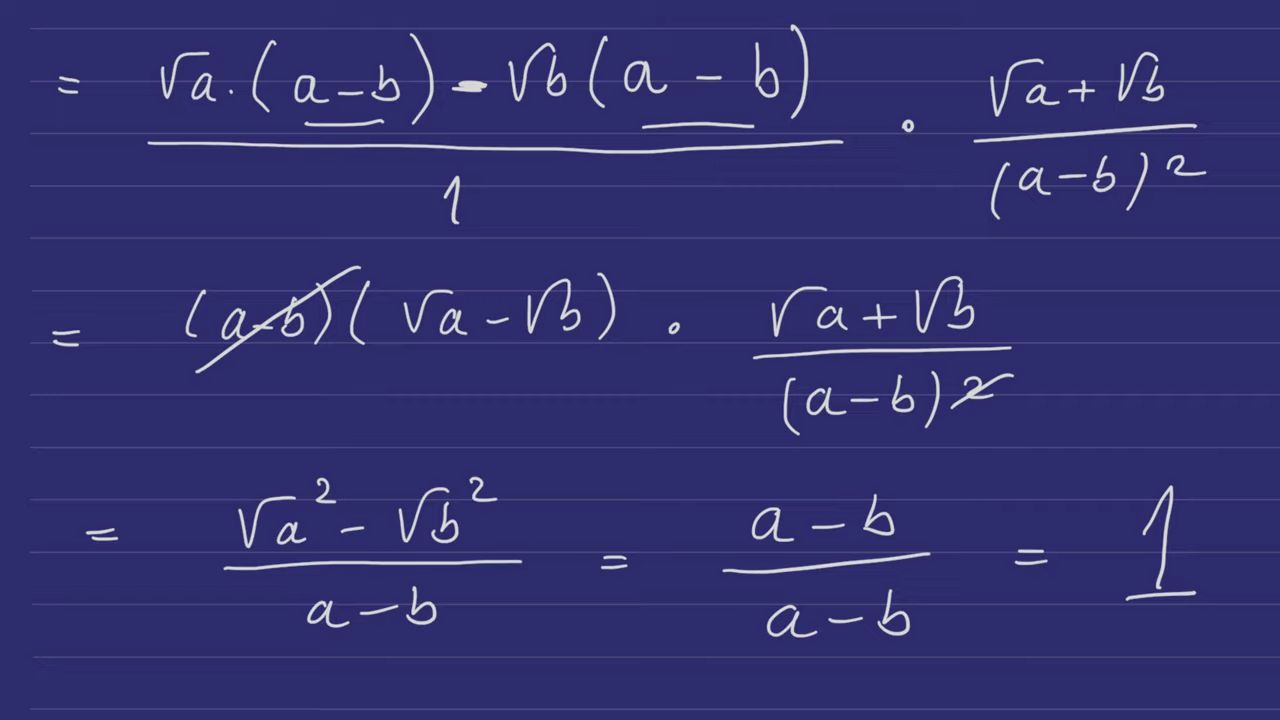 = (√a·(a−b) − √b(a−b))/1 · (√a+√b)/(a−b)²
= (a−b)(√a−√b) · (√a+√b)/(a−b)²
= (√a² − √b²)/(a−b) = (a−b)/(a−b) = 1